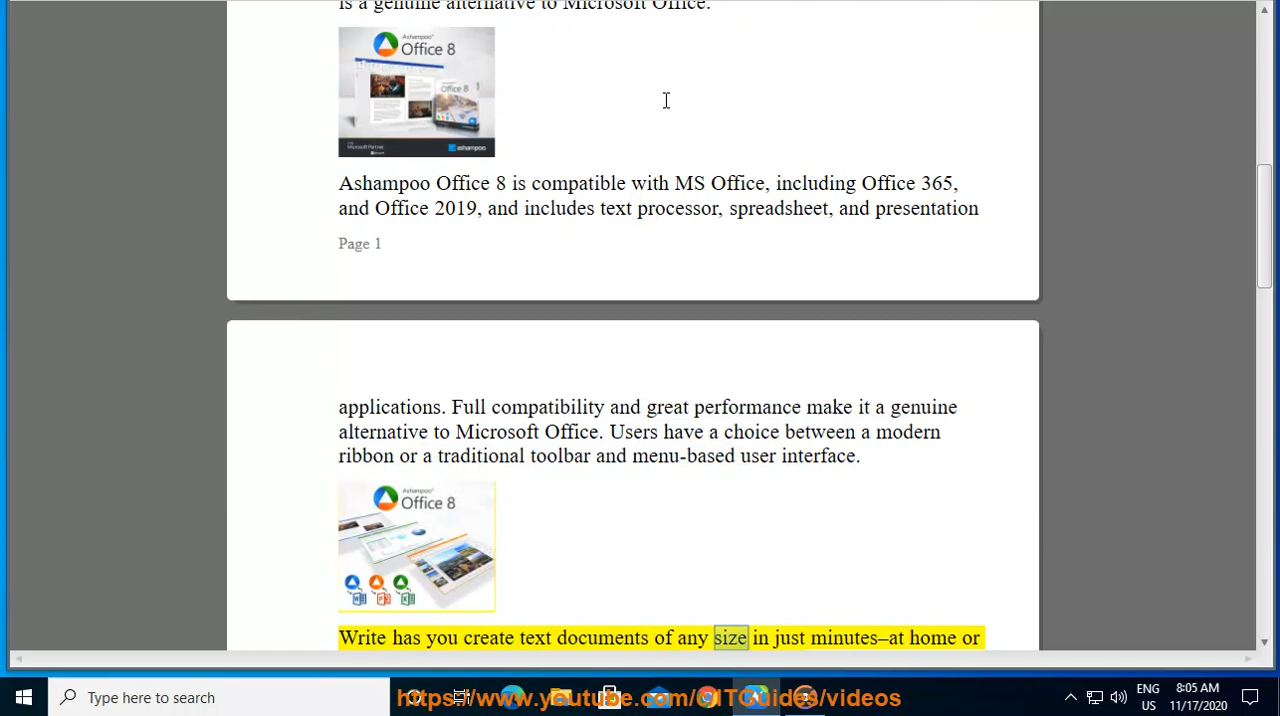 is a genuine alternative to Microsoft Office.
Ashampoo®
Office 8
Office 8
Microsoft Partner
ashampoo
Ashampoo Office 8 is compatible with MS Office, including Office 365,
and Office 2019, and includes text processor, spreadsheet, and presentation
Page 1
applications. Full compatibility and great performance make it a genuine
alternative to Microsoft Office. Users have a choice between a modern
ribbon or a traditional toolbar and menu-based user interface.
Ashampoo®
Office 8
Write has you create text documents of any size in just minutes–at home or
Type here to search
https://www.youtube.com/@ITGuides/videos
ENG
US
8:05 AM
11/17/2020